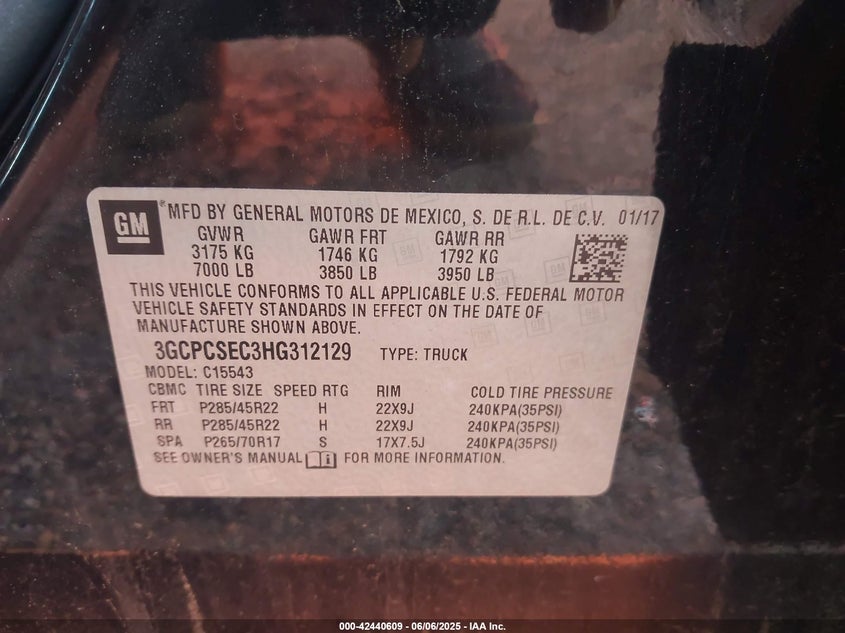 GM *MFD BY GENERAL MOTORS DE MEXICO, S. DE R.L. DE C.V. 01/17
GVWR GAWR FRT GAWR RR
3175 KG 1746 KG 1792 KG
7000 LB 3850 LB 3950 LB
THIS VEHICLE CONFORMS TO ALL APPLICABLE U.S. FEDERAL MOTOR
VEHICLE SAFETY STANDARDS IN EFFECT ON THE DATE OF
MANUFACTURE SHOWN ABOVE.
3GCPCSEC3HG312129 TYPE: TRUCK
MODEL: C15543
CBMC TIRE SIZE SPEED RTG RIM COLD TIRE PRESSURE
FRT P285/45R22 H 22X9J 240KPA(35PSI)
RR P285/45R22 H 22X9J 240KPA(35PSI)
SPA P265/70R17 S 17X7.5J 240KPA(35PSI)
SEE OWNER'S MANUAL i FOR MORE INFORMATION.
000-42440609 - 06/06/2025 - IAA Inc.